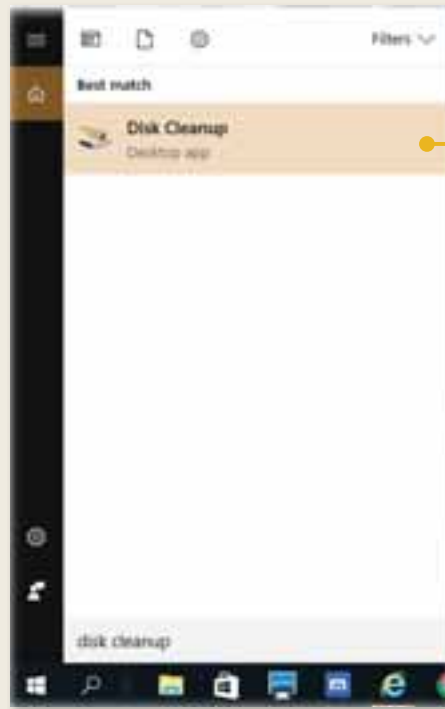 Filters
Best match
Disk Cleanup
Desktop app
disk cleanup